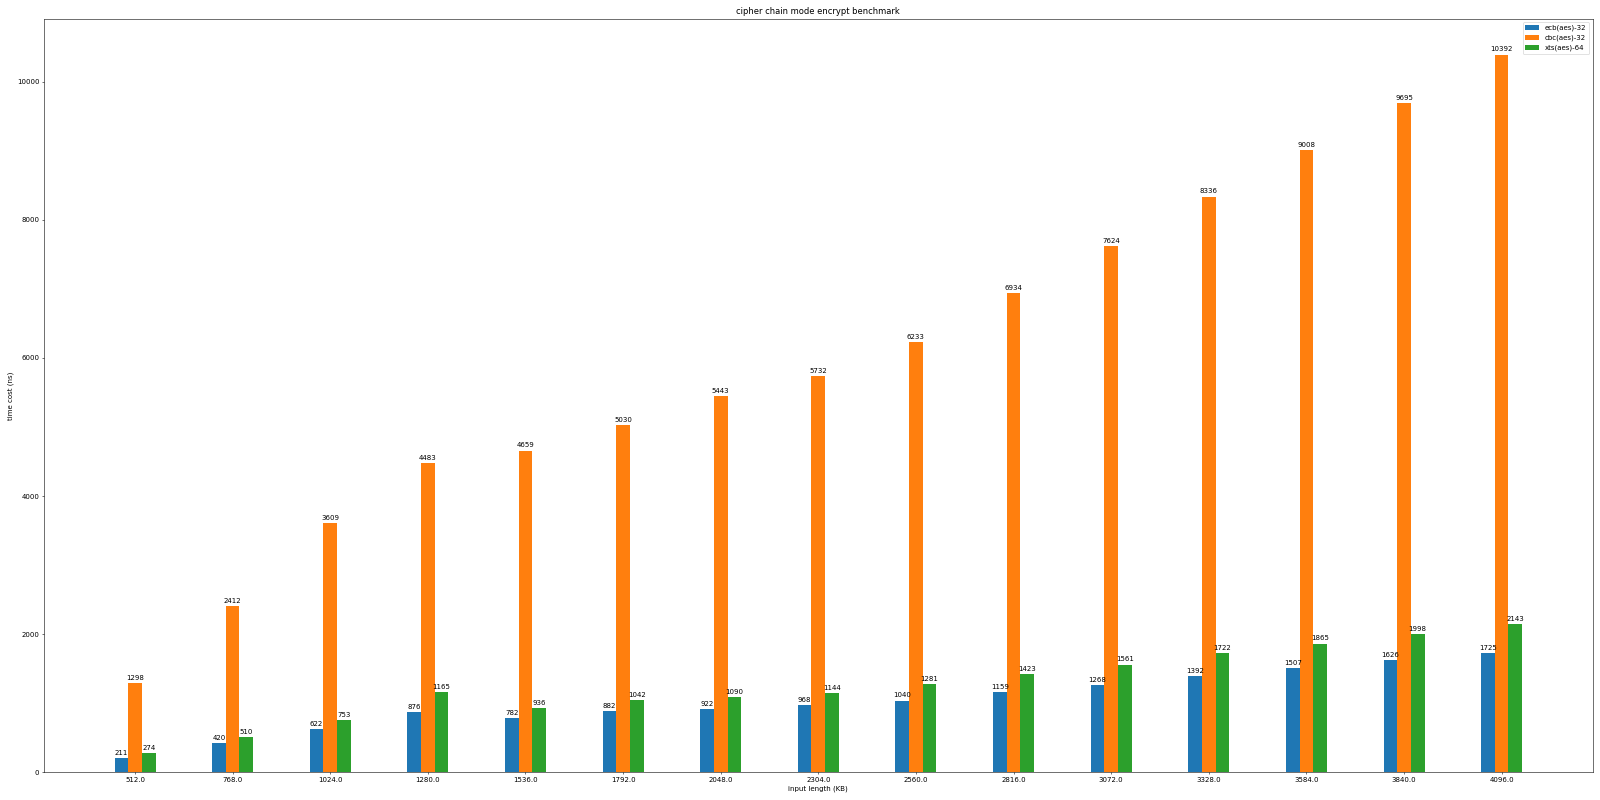 cipher chain mode encrypt benchmark
ecb(aes)-32
cbc(aes)-32
xts(aes)-64
time cost (ns)
10000
8000
6000
4000
2000
0
211 1298 274
420 2412 510
622 3609 753
876 4483 1165
782 4659 936
882 5030 1042
922 5443 1090
968 5732 1144
1040 6233 1281
1159 6934 1423
1268 7624 1561
1392 8336 1722
1507 9008 1865
1626 9695 1998
1725 10392 2143
512.0 768.0 1024.0 1280.0 1536.0 1792.0 2048.0 2304.0 2560.0 2816.0 3072.0 3328.0 3584.0 3840.0 4096.0
input length (KB)